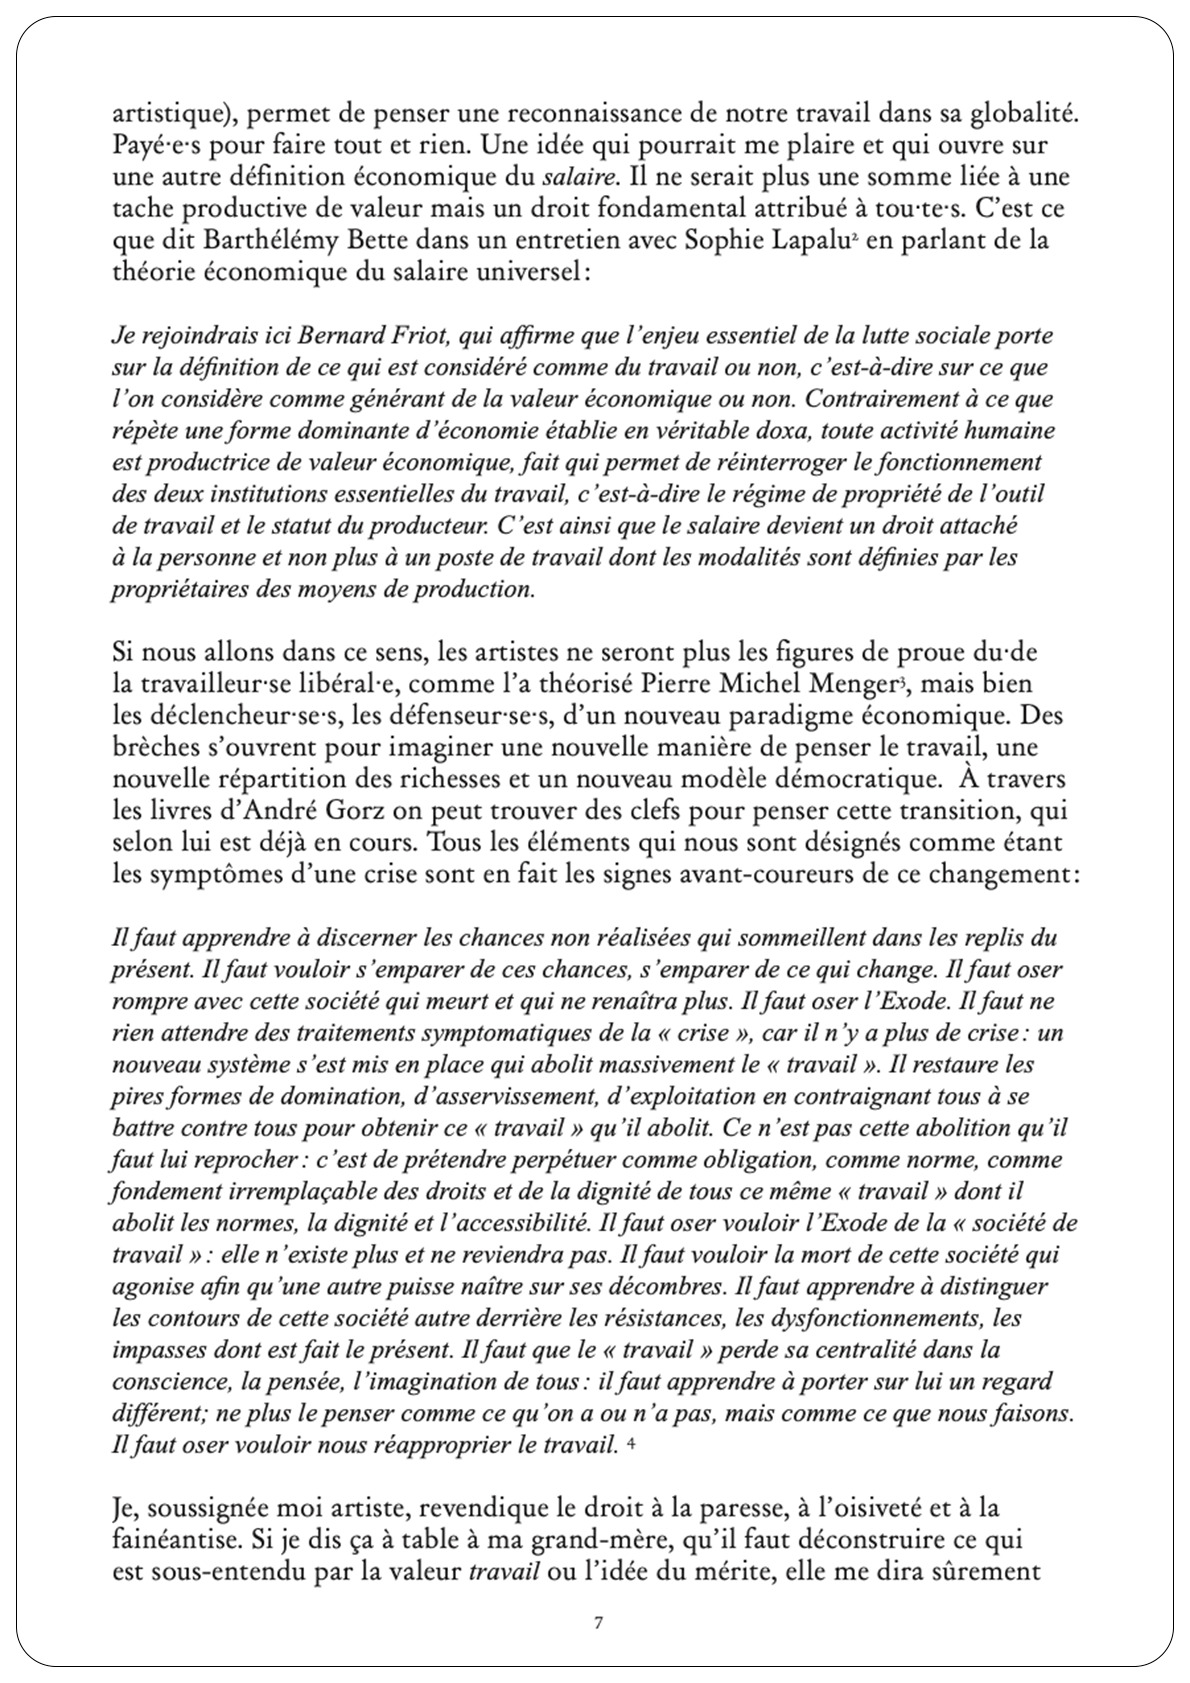 artistique), permet de penser une reconnaissance de notre travail dans sa globalité.
Payé·e·s pour faire tout et rien. Une idée qui pourrait me plaire et qui ouvre sur
une autre définition économique du salaire. Il ne serait plus une somme liée à une
tache productive de valeur mais un droit fondamental attribué à tou·te·s. C’est ce
que dit Barthélémy Bette dans un entretien avec Sophie Lapalu² en parlant de la
théorie économique du salaire universel :
Je rejoindrais ici Bernard Friot, qui affirme que l’enjeu essentiel de la lutte sociale porte
sur la définition de ce qui est considéré comme du travail ou non, c’est-à-dire sur ce que
l’on considère comme générant de la valeur économique ou non. Contrairement à ce que
répète une forme dominante d’économie établie en véritable doxa, toute activité humaine
est productrice de valeur économique, fait qui permet de réinterroger le fonctionnement
des deux institutions essentielles du travail, c’est-à-dire le régime de propriété de l’outil
de travail et le statut du producteur. C’est ainsi que le salaire devient un droit attaché
à la personne et non plus à un poste de travail dont les modalités sont définies par les
propriétaires des moyens de production.
Si nous allons dans ce sens, les artistes ne seront plus les figures de proue du·de
la travailleur·se libéral·e, comme l’a théorisé Pierre Michel Menger³, mais bien
les déclencheur·se·s, les défenseur·se·s, d’un nouveau paradigme économique. Des
brèches s’ouvrent pour imaginer une nouvelle manière de penser le travail, une
nouvelle répartition des richesses et un nouveau modèle démocratique.  À travers
les livres d’André Gorz on peut trouver des clefs pour penser cette transition, qui
selon lui est déjà en cours. Tous les éléments qui nous sont désignés comme étant
les symptômes d’une crise sont en fait les signes avant-coureurs de ce changement :
Il faut apprendre à discerner les chances non réalisées qui sommeillent dans les replis du
présent. Il faut vouloir s’emparer de ces chances, s’emparer de ce qui change. Il faut oser
rompre avec cette société qui meurt et qui ne renaîtra plus. Il faut oser l’Exode. Il faut ne
rien attendre des traitements symptomatiques de la « crise », car il n’y a plus de crise : un
nouveau système s’est mis en place qui abolit massivement le « travail ». Il restaure les
pires formes de domination, d’asservissement, d’exploitation en contraignant tous à se
battre contre tous pour obtenir ce « travail » qu’il abolit. Ce n’est pas cette abolition qu’il
faut lui reprocher : c’est de prétendre perpétuer comme obligation, comme norme, comme
fondement irremplaçable des droits et de la dignité de tous ce même « travail » dont il
abolit les normes, la dignité et l’accessibilité. Il faut oser vouloir l’Exode de la « société de
travail » : elle n’existe plus et ne reviendra pas. Il faut vouloir la mort de cette société qui
agonise afin qu’une autre puisse naître sur ses décombres. Il faut apprendre à distinguer
les contours de cette société autre derrière les résistances, les dysfonctionnements, les
impasses dont est fait le présent. Il faut que le « travail » perde sa centralité dans la
conscience, la pensée, l’imagination de tous : il faut apprendre à porter sur lui un regard
différent; ne plus le penser comme ce qu’on a ou n’a pas, mais comme ce que nous faisons.
Il faut oser vouloir nous réapproprier le travail. ⁴
Je, soussignée moi artiste, revendique le droit à la paresse, à l’oisiveté et à la
fainéantise. Si je dis ça à table à ma grand-mère, qu’il faut déconstruire ce qui
est sous-entendu par la valeur travail ou l’idée du mérite, elle me dira sûrement
7